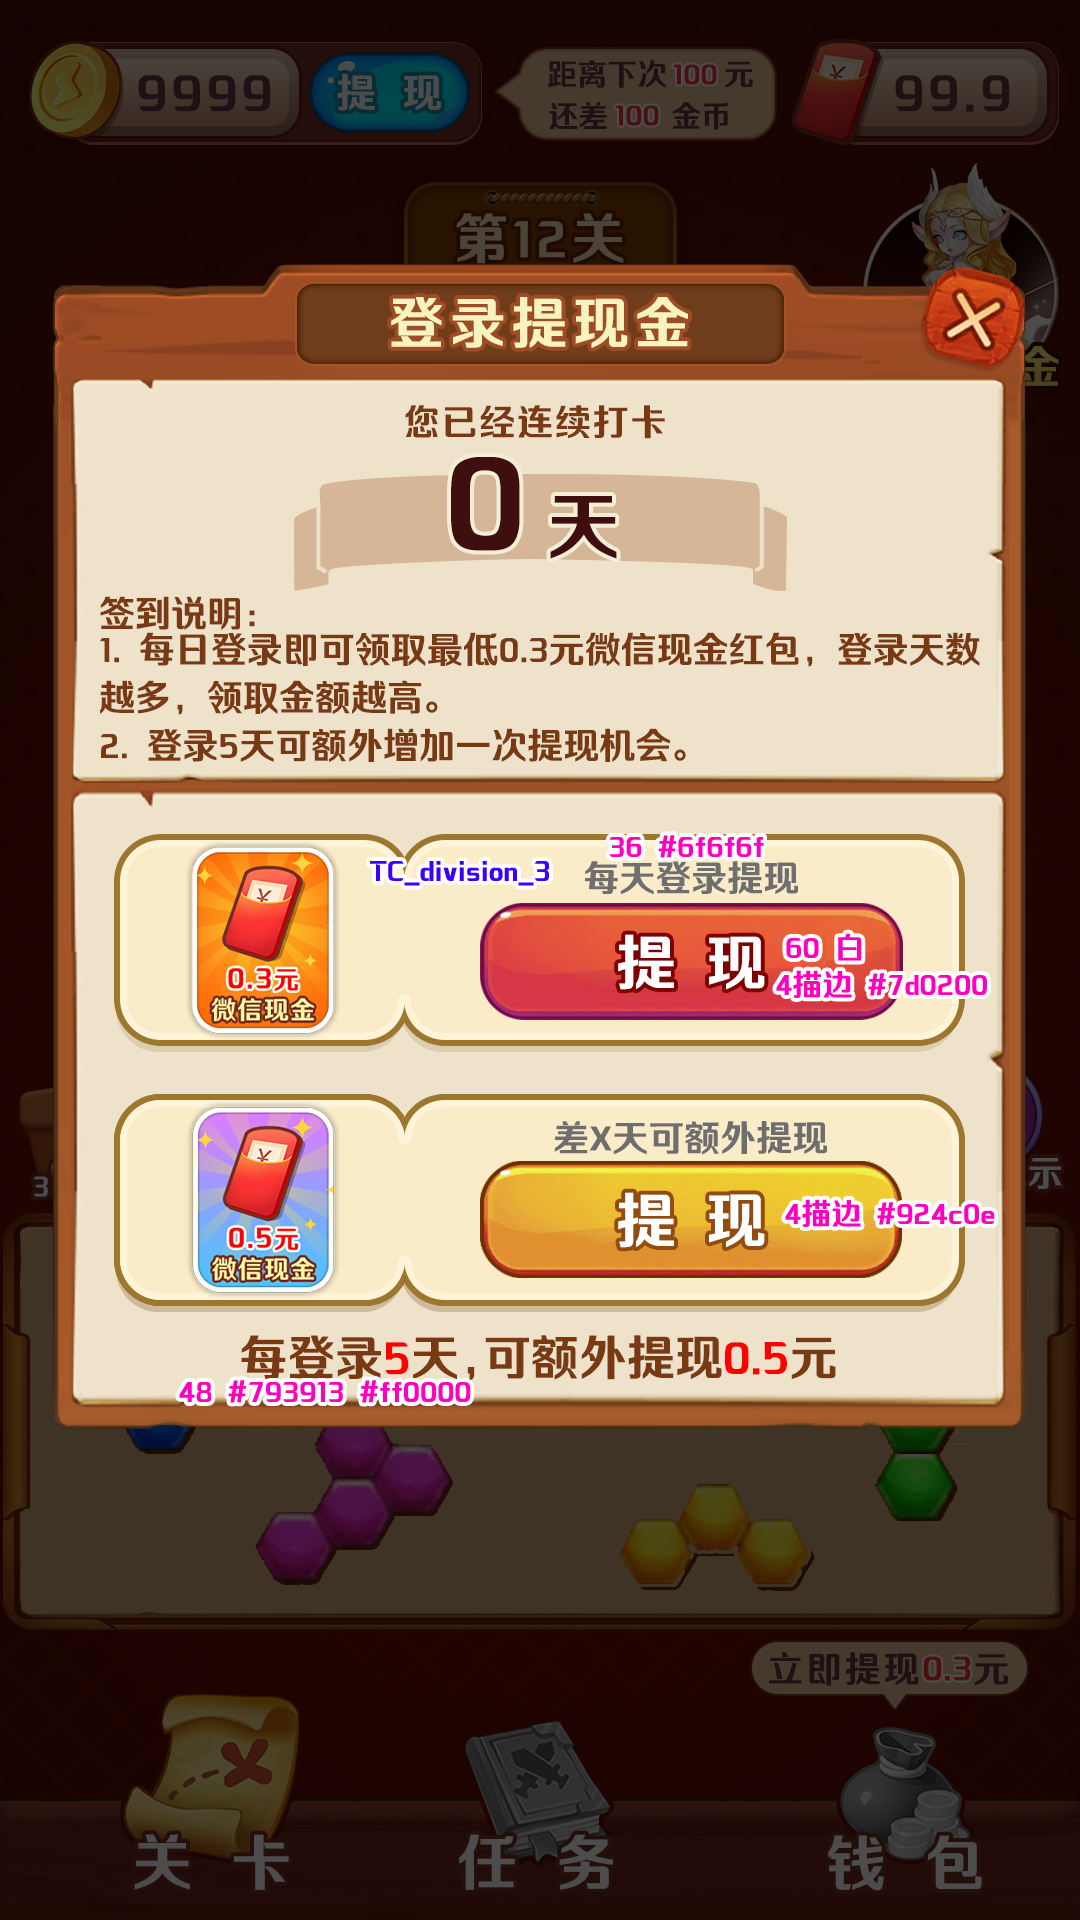 9999
提 现
距离下次100元
还差100 金币
99.9
第12关
登录提现金
金
您已经连续打卡
0天
签到说明：
1. 每日登录即可领取最低0.3元微信现金红包，登录天数
越多，领取金额越高。
2. 登录5天可额外增加一次提现机会。
36 #6f6f6f
TC_division_3
每天登录提现
提 现
60 白
4描边 #7d0200
0.3元
微信现金
差X天可额外提现
提 现
4描边 #924c0e
3
示
0.5元
微信现金
每登录5天,可额外提现0.5元
48 #793913 #ff0000
立即提现0.3元
关 卡
任 务
钱 包